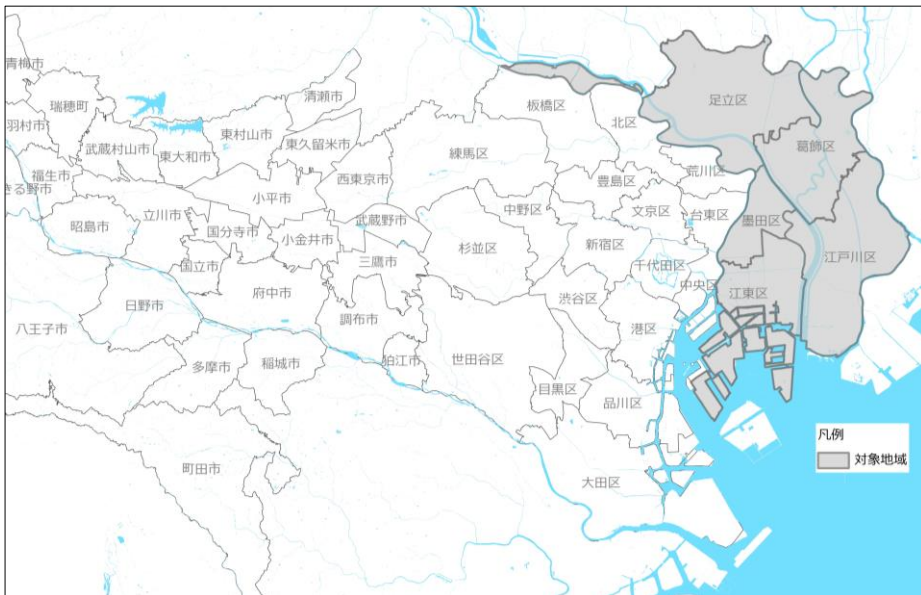 青梅市
瑞穂町
羽村市
武蔵村山市
東大和市
東村山市
清瀬市
東久留米市
福生市
きる野市
昭島市
立川市
小平市
西東京市
練馬区
板橋区
北区
足立区
葛飾区
荒川区
豊島区
文京区
台東区
墨田区
中野区
武蔵野市
国分寺市
小金井市
三鷹市
杉並区
新宿区
千代田区
中央区
江戸川区
江東区
国立市
府中市
調布市
渋谷区
港区
日野市
八王子市
多摩市
稲城市
狛江市
世田谷区
目黒区
品川区
町田市
大田区
凡例
対象地域